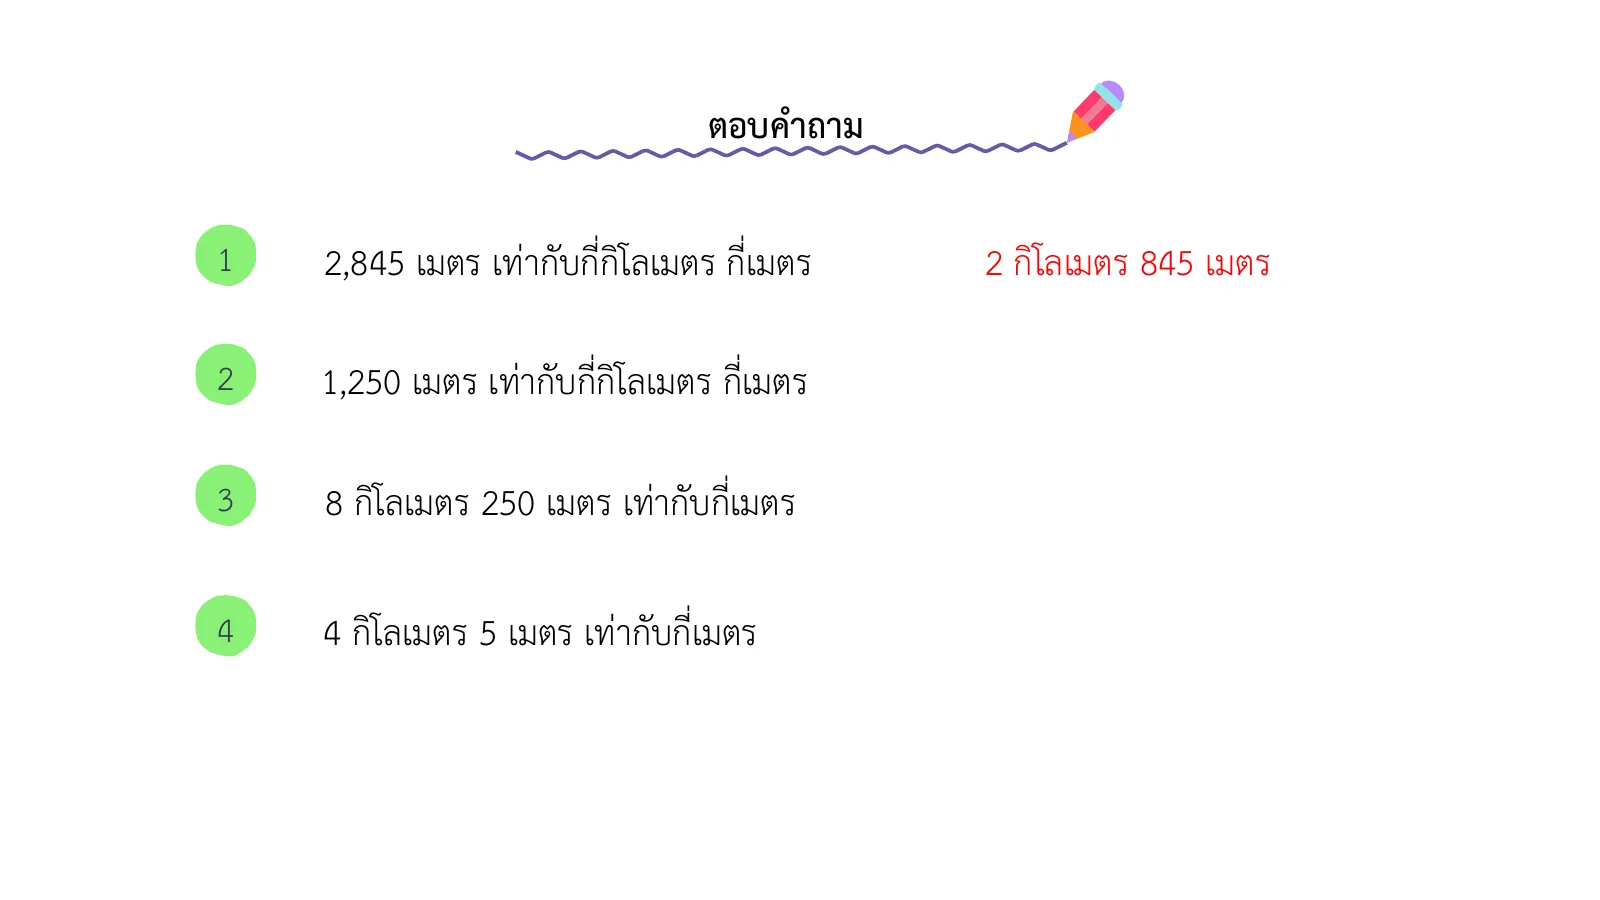 ตอบคำถาม
1 2,845 เมตร เท่ากับกี่กิโลเมตร กี่เมตร 2 กิโลเมตร 845 เมตร
2 1,250 เมตร เท่ากับกี่กิโลเมตร กี่เมตร
3 8 กิโลเมตร 250 เมตร เท่ากับกี่เมตร
4 4 กิโลเมตร 5 เมตร เท่ากับกี่เมตร